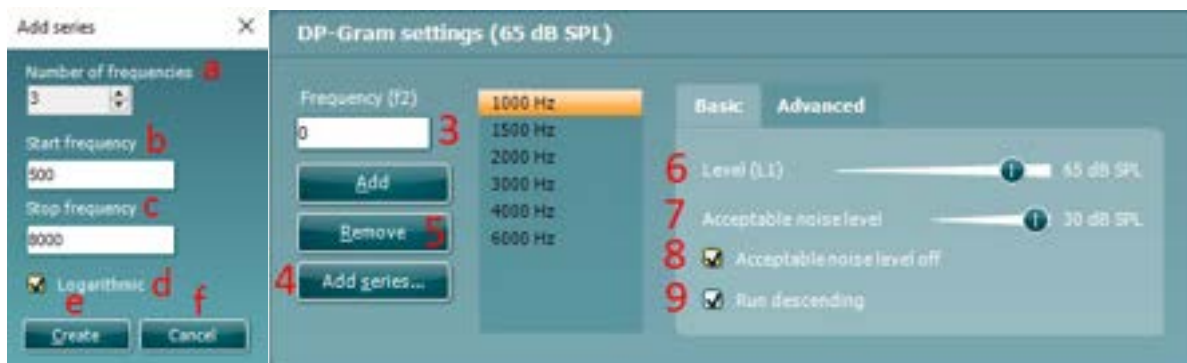 Add series
Number of frequencies a
3
Start frequency b
500
Stop frequency c
8000
Logarithmic d
e f
Create Cancel
DP-Gram settings (65 dB SPL)
Frequency (f2)
0 3
Add
Remove 5
4 Add series...
1000 Hz
1500 Hz
2000 Hz
3000 Hz
4000 Hz
6000 Hz
Basic Advanced
6 Level (L1) 65 dB SPL
7 Acceptable noise level 30 dB SPL
8 Acceptable noise level off
9 Run descending